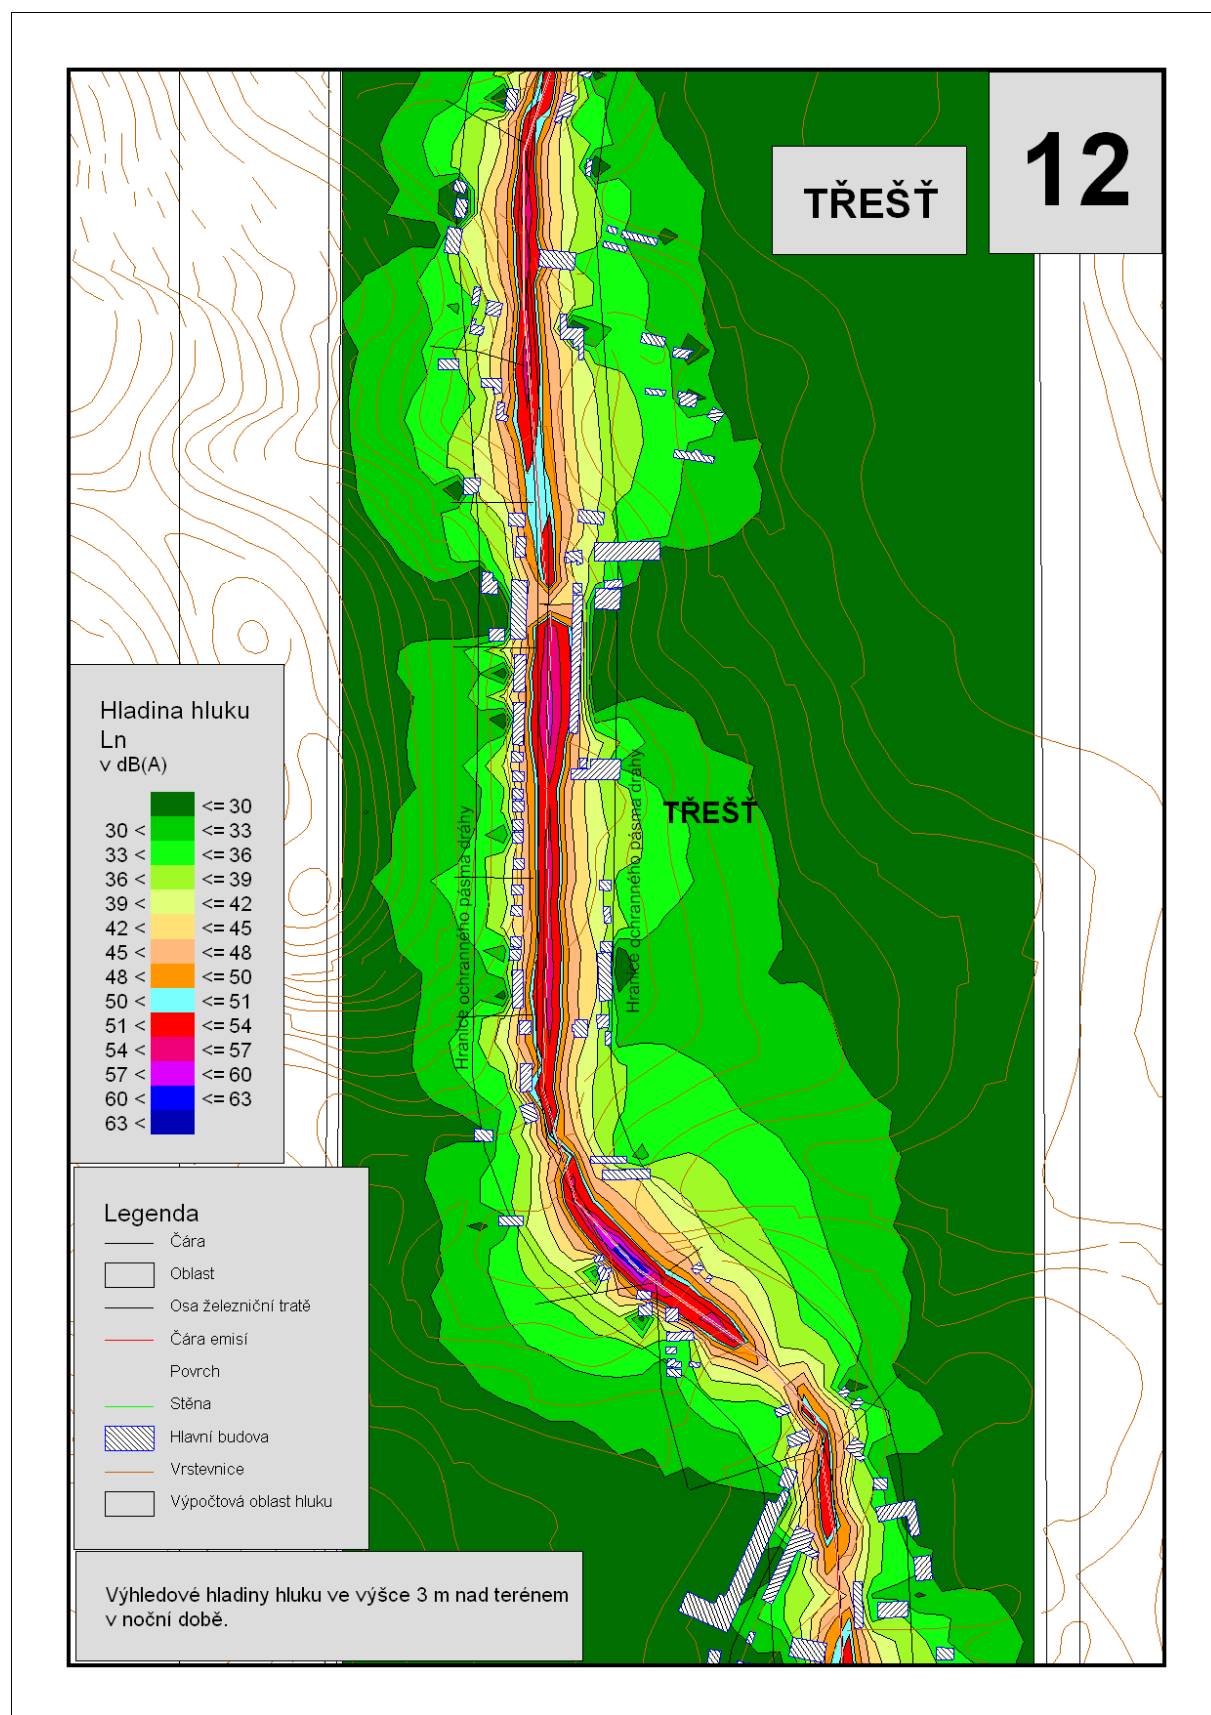 12
TŘEŠŤ
TŘEŠŤ
Hranice ochranného pásma dráhy
Hranice ochranného pásma dráhy
Hladina hluku
Ln
v dB(A)
<= 30
30 < <= 33
33 < <= 36
36 < <= 39
39 < <= 42
42 < <= 45
45 < <= 48
48 < <= 50
50 < <= 51
51 < <= 54
54 < <= 57
57 < <= 60
60 < <= 63
63 <
Legenda
Čára
Oblast
Osa železniční tratě
Čára emisí
Povrch
Stěna
Hlavní budova
Vrstevnice
Výpočtová oblast hluku
Výhledové hladiny hluku ve výšce 3 m nad terénem
v noční době.